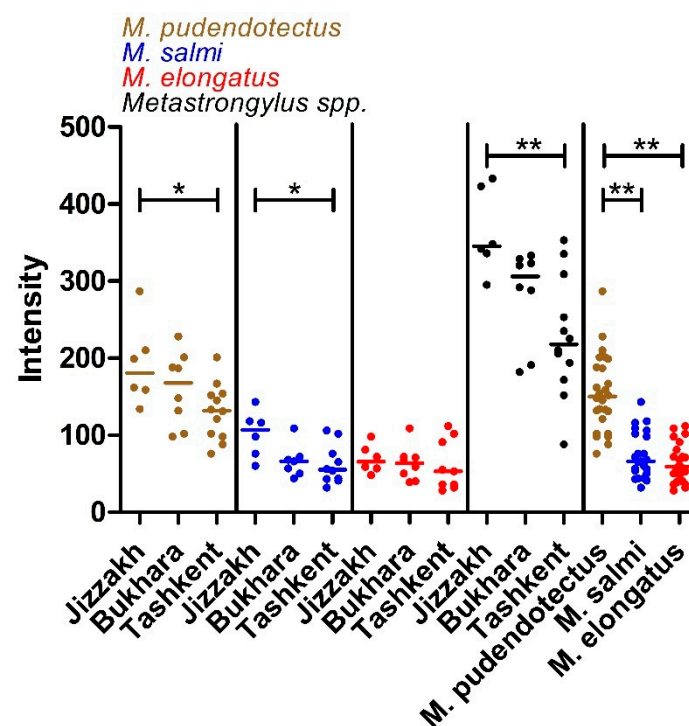 M. pudendotectus
M. salmi
M. elongatus
Metastrongylus spp.
500
400
300
200
100
0
Intensity
*
*
**
**
**
Jizzakh
Bukhara
Tashkent
Jizzakh
Bukhara
Tashkent
Jizzakh
Bukhara
Tashkent
Jizzakh
Bukhara
Tashkent
M. pudendotectus
M. salmi
M. elongatus